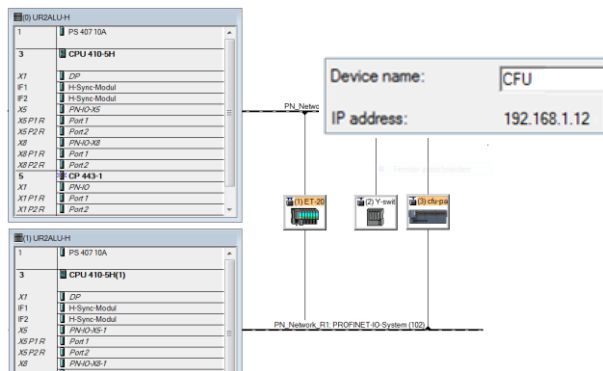 (0) UR2ALU-H
1 PS 407 10A
3 CPU 410-5H
X1 DP
IF1 H-Sync-Modul
IF2 H-Sync-Modul
X5 PN-IO-X5
X5 P1 R Port 1
X5 P2 R Port 2
X8 PN-IO-X8
X8 P1 R Port 1
X8 P2 R Port 2
5 CP 443-1
X1 PN-IO
X1 P1 R Port 1
X1 P2 R Port 2
Device name: CFU
IP address: 192.168.1.12
PN_Netwo
(1) ET-20
(2) Y-swit
(3) cfu-pa
PN_Network_R1: PROFINET-IO-System (102)
(1) UR2ALU-H
1 PS 407 10A
3 CPU 410-5H(1)
X1 DP
IF1 H-Sync-Modul
IF2 H-Sync-Modul
X5 PN-IO-X5-1
X5 P1 R Port 1
X5 P2 R Port 2
X8 PN-IO-X8-1